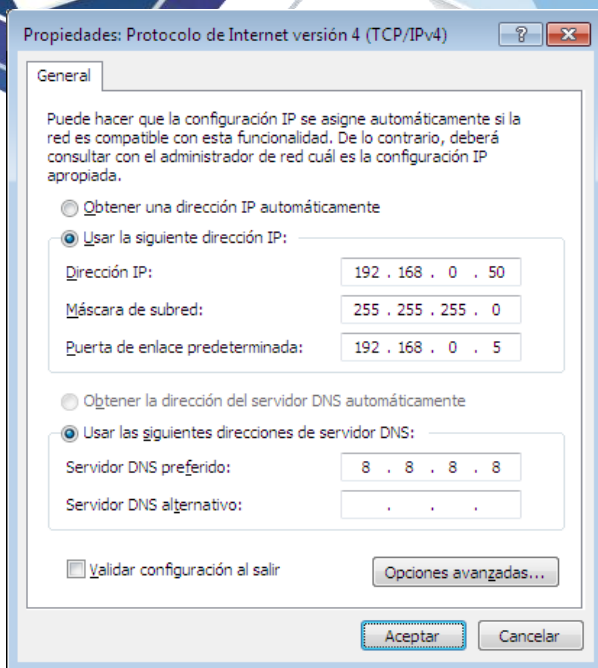 Propiedades: Protocolo de Internet versión 4 (TCP/IPv4)
General
Puede hacer que la configuración IP se asigne automáticamente si la
red es compatible con esta funcionalidad. De lo contrario, deberá
consultar con el administrador de red cuál es la configuración IP
apropiada.
Obtener una dirección IP automáticamente
Usar la siguiente dirección IP:
Dirección IP: 192 . 168 . 0 . 50
Máscara de subred: 255 . 255 . 255 . 0
Puerta de enlace predeterminada: 192 . 168 . 0 . 5
Obtener la dirección del servidor DNS automáticamente
Usar las siguientes direcciones de servidor DNS:
Servidor DNS preferido: 8 . 8 . 8 . 8
Servidor DNS alternativo: . . .
Validar configuración al salir Opciones avanzadas...
Aceptar Cancelar